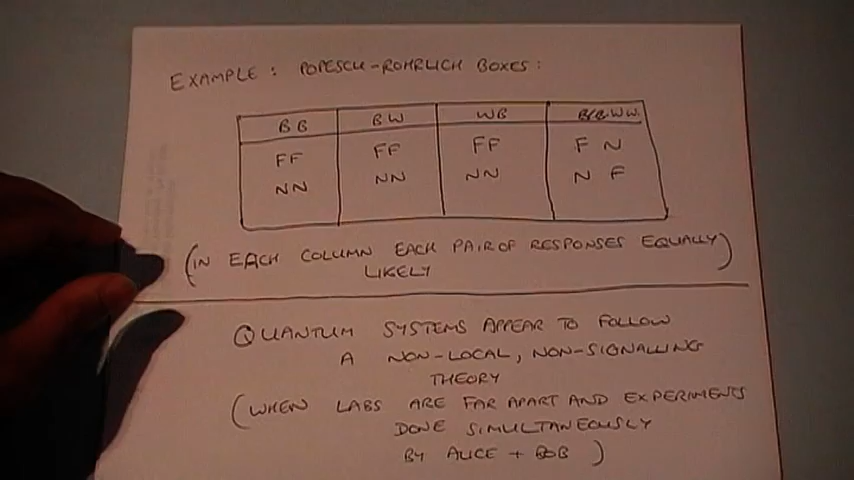 EXAMPLE: POPESCU-ROHRLICH BOXES:
BB BW WB WW
FF FF FF F N
NN NN NN N F
(IN EACH COLUMN EACH PAIR OF RESPONSES EQUALLY
LIKELY)
QUANTUM SYSTEMS APPEAR TO FOLLOW
A NON-LOCAL, NON-SIGNALLING
THEORY
(WHEN LABS ARE FAR APART AND EXPERIMENTS
DONE SIMULTANEOUSLY
BY ALICE + BOB)